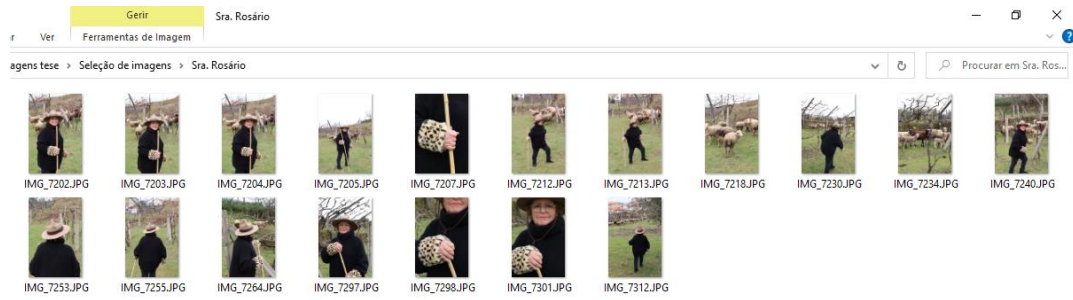 Gerir Sra. Rosário
Ver Ferramentas de Imagem
agens tese › Seleção de imagens › Sra. Rosário Procurar em Sra. Ros...
IMG_7202.JPG IMG_7203.JPG IMG_7204.JPG IMG_7205.JPG IMG_7207.JPG IMG_7212.JPG IMG_7213.JPG IMG_7218.JPG IMG_7230.JPG IMG_7234.JPG IMG_7240.JPG
IMG_7253.JPG IMG_7255.JPG IMG_7264.JPG IMG_7297.JPG IMG_7298.JPG IMG_7301.JPG IMG_7312.JPG